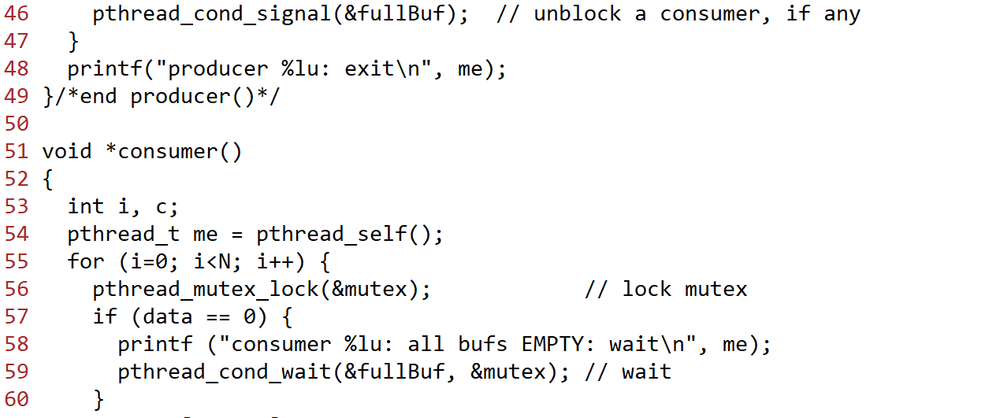 46     pthread_cond_signal(&fullBuf);  // unblock a consumer, if any
47   }
48   printf("producer %lu: exit\n", me);
49 }/*end producer()*/
50
51 void *consumer()
52 {
53   int i, c;
54   pthread_t me = pthread_self();
55   for (i=0; i<N; i++) {
56     pthread_mutex_lock(&mutex);            // lock mutex
57     if (data == 0) {
58       printf ("consumer %lu: all bufs EMPTY: wait\n", me);
59       pthread_cond_wait(&fullBuf, &mutex); // wait
60     }